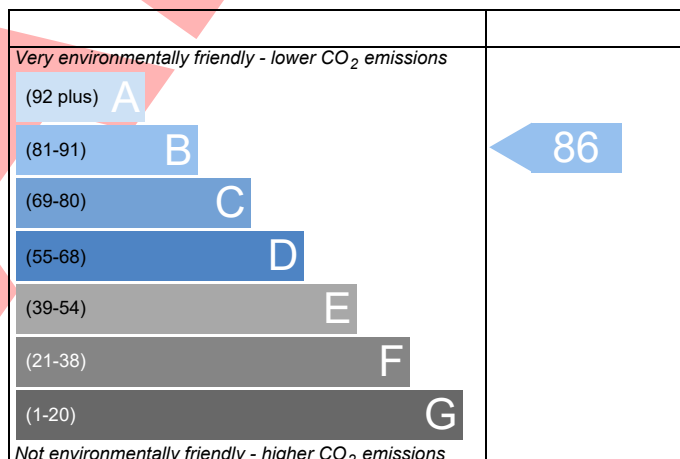 Very environmentally friendly - lower CO2 emissions
(92 plus) A
(81-91) B
86
(69-80) C
(55-68) D
(39-54) E
(21-38) F
(1-20) G
Not environmentally friendly - higher CO2 emissions